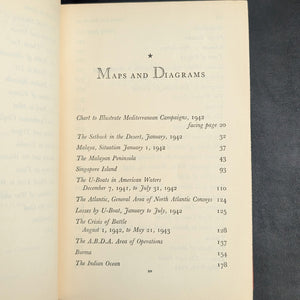 MAPS AND DIAGRAMS
Chart to Illustrate Mediterranean Campaigns, 1942
facing page 20
The Setback in the Desert, January, 1942 32
Malaya, Situation January 1, 1942 37
The Malayan Peninsula 43
Singapore Island 93
The U-Boats in American Waters
December 7, 1941, to July 31, 1942 110
The Atlantic, General Area of North Atlantic Convoys 124
Losses by U-Boat, January to July, 1942 125
The Crisis of Battle
August 1, 1942, to May 21, 1943 128
The A.B.D.A. Area of Operations 137
Burma 154
The Indian Ocean 178